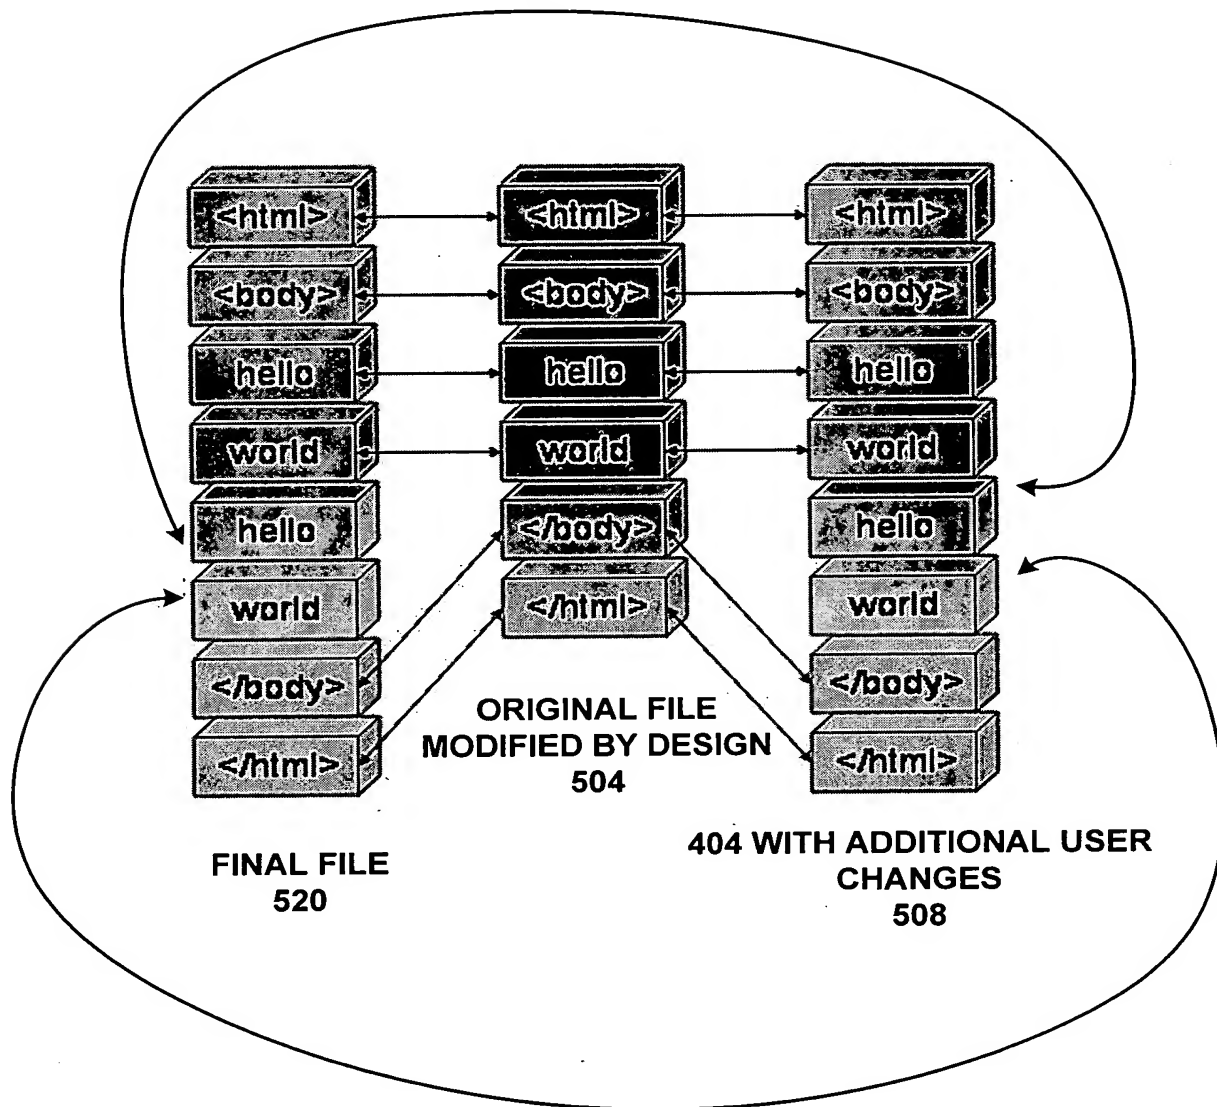 <html>
<body>
hello
world
hello
world
</body>
</html>
FINAL FILE
520
<html>
<body>
hello
world
</body>
</html>
ORIGINAL FILE
MODIFIED BY DESIGN
504
<html>
<body>
hello
world
hello
world
</body>
</html>
404 WITH ADDITIONAL USER
CHANGES
508